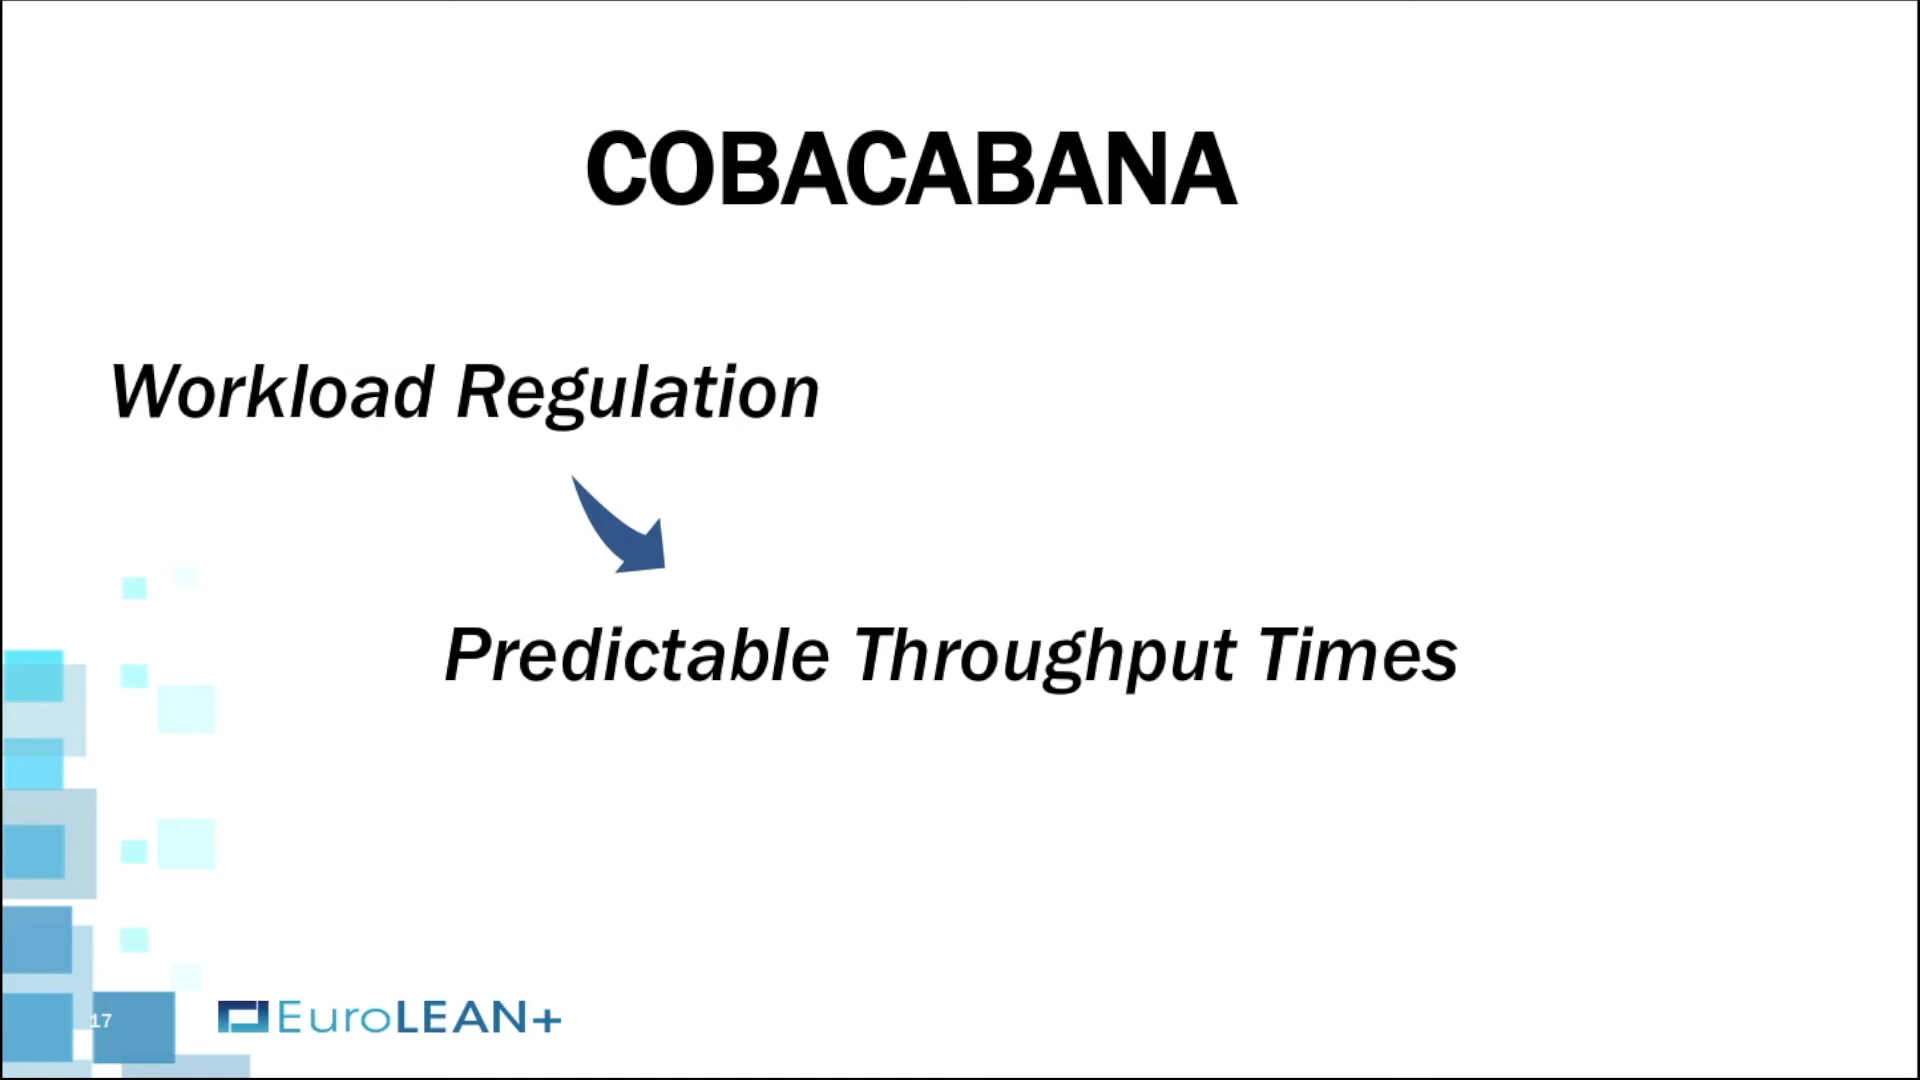 COBACABANA
Workload Regulation
Predictable Throughput Times
17
EuroLEAN+